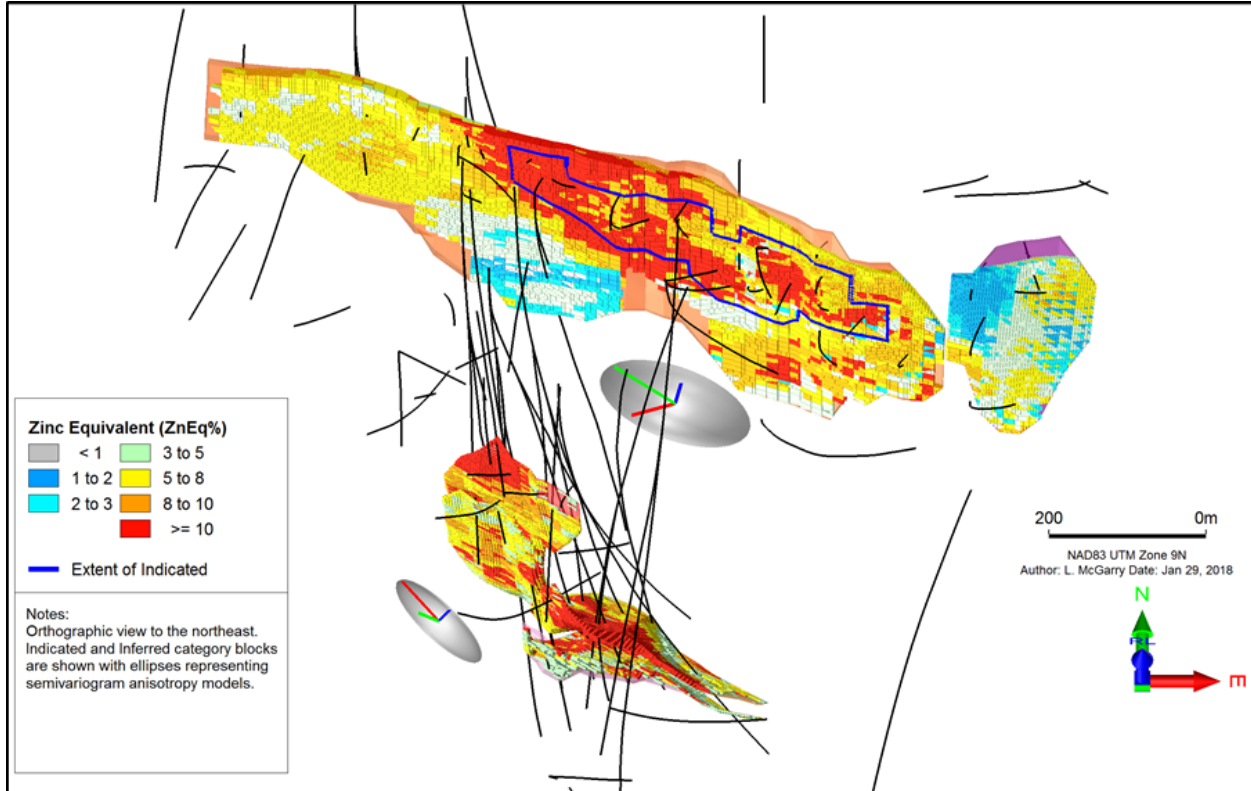 Zinc Equivalent (ZnEq%)
< 1 3 to 5
1 to 2 5 to 8
2 to 3 8 to 10
>= 10
Extent of Indicated
Notes:
Orthographic view to the northeast.
Indicated and Inferred category blocks
are shown with ellipses representing
semivariogram anisotropy models.
200 0m
NAD83 UTM Zone 9N
Author: L. McGarry Date: Jan 29, 2018
N
RL
E